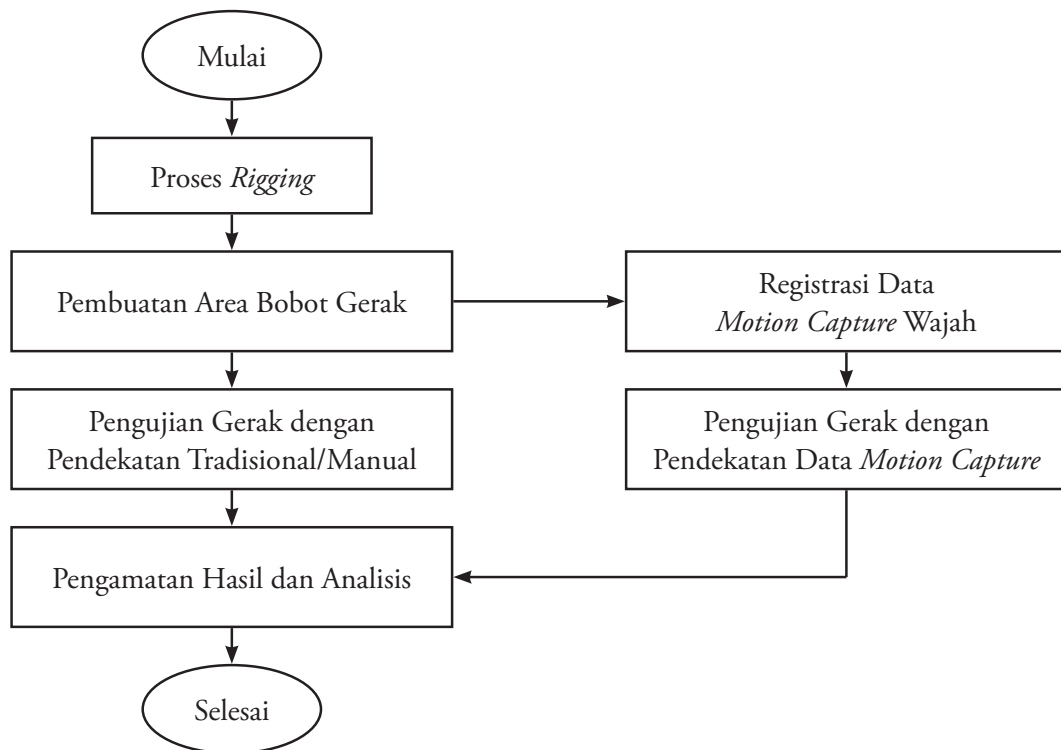 Mulai
Proses Rigging
Pembuatan Area Bobot Gerak
Registrasi Data
Motion Capture Wajah
Pengujian Gerak dengan
Pendekatan Tradisional/Manual
Pengujian Gerak dengan
Pendekatan Data Motion Capture
Pengamatan Hasil dan Analisis
Selesai